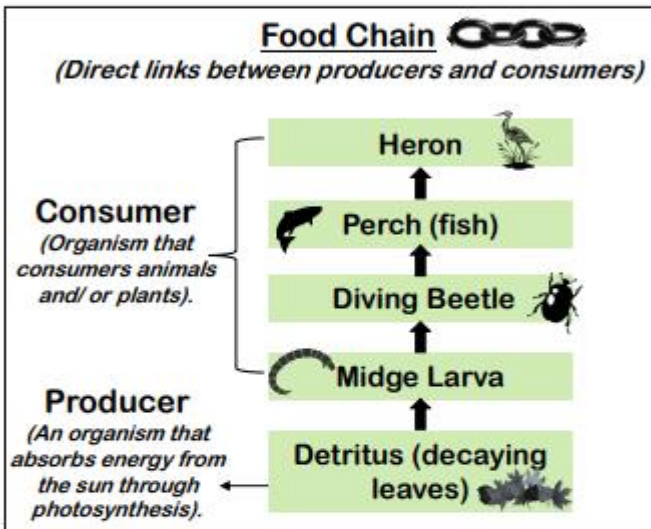 Food Chain
(Direct links between producers and consumers)
Heron
Consumer
(Organism that
consumers animals
and/ or plants).
Perch (fish)
Diving Beetle
Midge Larva
Producer
(An organism that
absorbs energy from
the sun through
photosynthesis).
Detritus (decaying
leaves)